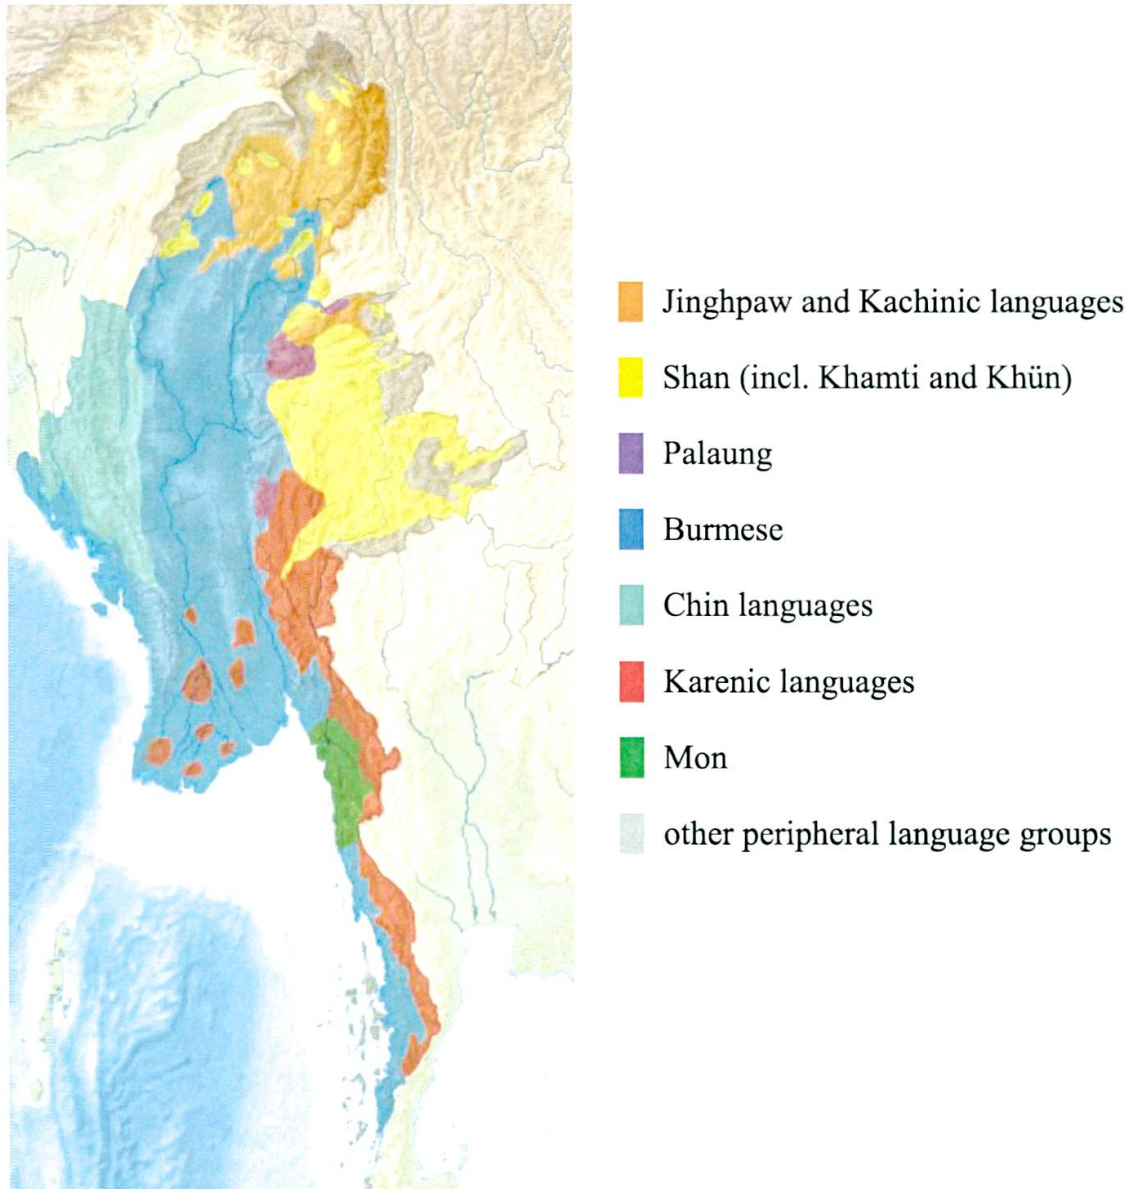 Jinghpaw and Kachinic languages
Shan (incl. Khamti and Khün)
Palaung
Burmese
Chin languages
Karenic languages
Mon
other peripheral language groups